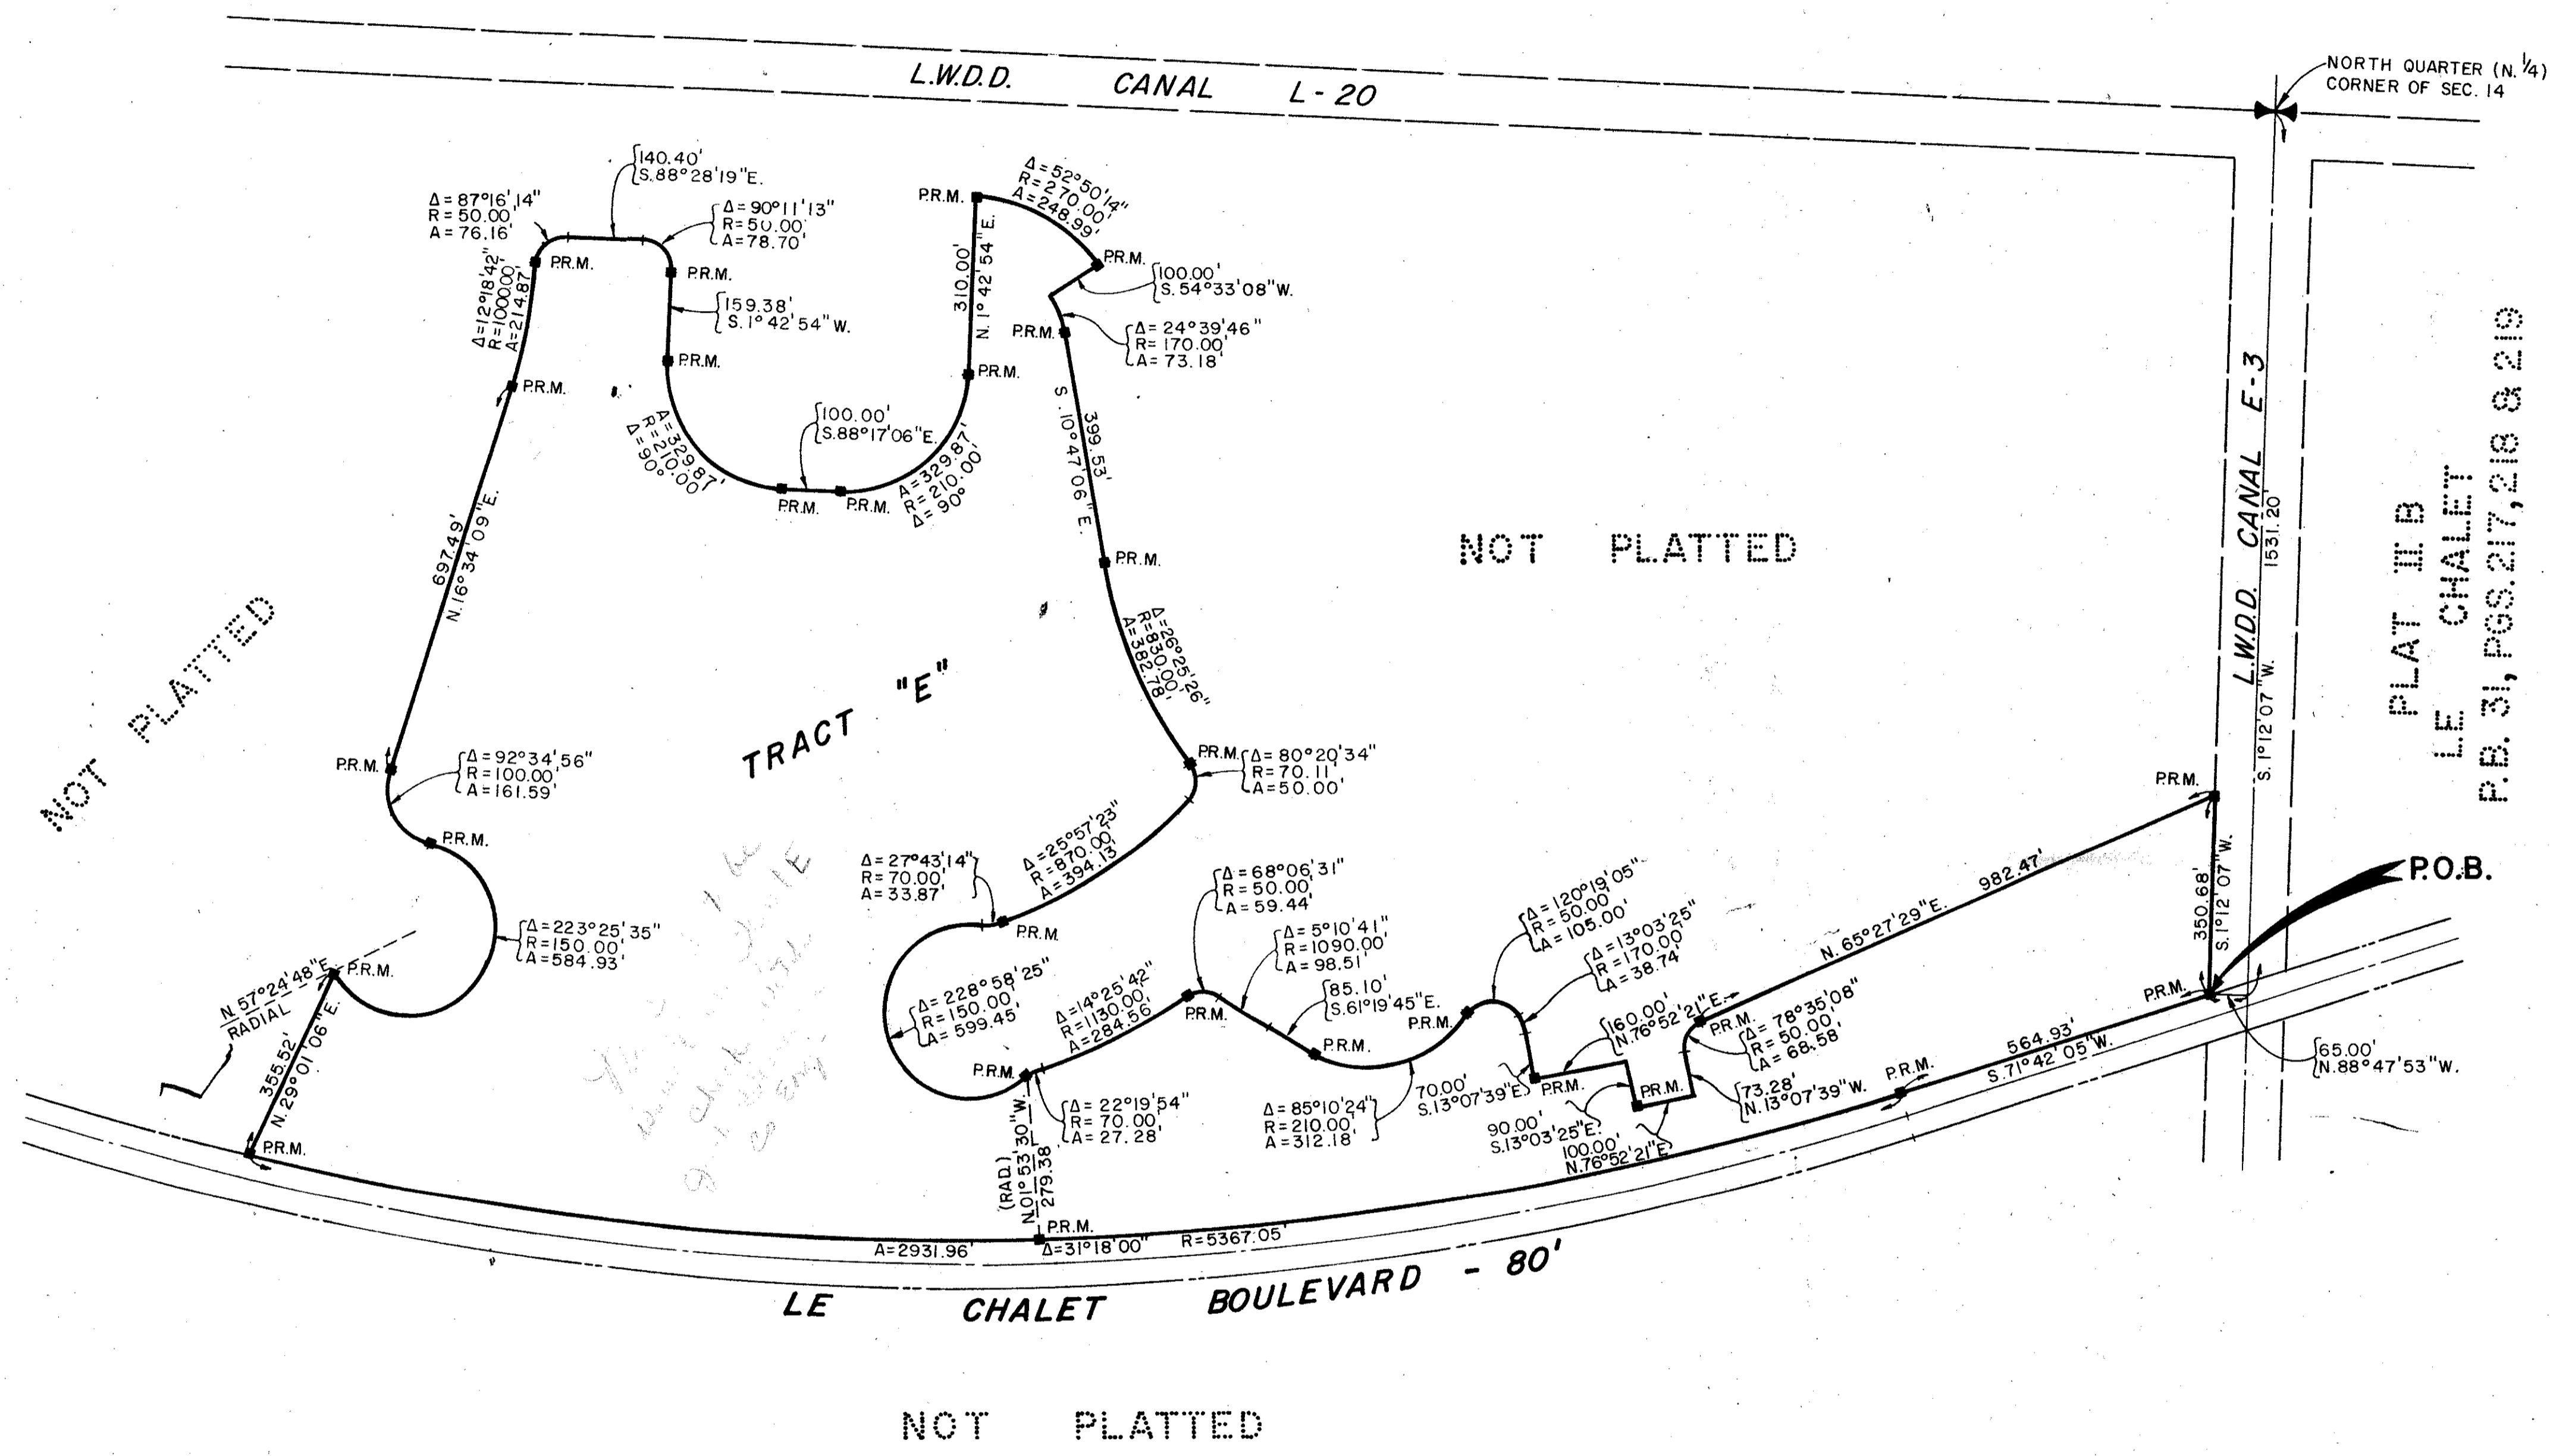 L.W.D.D. CANAL L-20
NORTH QUARTER (N. 1/4)
CORNER OF SEC. 14
140.40'
S.88°28'19"E.
Δ=87°16'14"
R=50.00'
A=76.16'
Δ=90°11'13"
R=50.00'
A=78.70'
P.R.M.
P.R.M.
Δ=12°18'42"
R=1000.00'
A=214.87'
P.R.M.
159.38'
S.1°42'54"W.
P.R.M.
A=329.87'
R=210.00'
Δ=90°
100.00'
S.88°17'06"E.
P.R.M.
P.R.M.
A=329.87'
R=210.00'
Δ=90°
P.R.M.
310.00'
N.1°42'54"E.
P.R.M.
Δ=52°50'14"
R=270.00'
A=248.99'
P.R.M.
100.00'
S.54°33'08"W.
P.R.M.
Δ=24°39'46"
R=170.00'
A=73.18'
399.53'
S.10°47'06"E.
P.R.M.
Δ=26°25'26"
R=830.00'
A=382.78'
P.R.M.
Δ=80°20'34"
R=70.11'
A=50.00'
697.49'
N.16°34'09"E.
NOT PLATTED
NOT PLATTED
TRACT "E"
P.R.M.
Δ=92°34'56"
R=100.00'
A=161.59'
P.R.M.
Δ=223°25'35"
R=150.00'
A=584.93'
N.57°24'48"E.
RADIAL
P.R.M.
355.52'
N.29°01'06"E.
P.R.M.
Δ=25°57'23"
R=870.00'
A=394.13'
Δ=27°43'14"
R=70.00'
A=33.87'
P.R.M.
Δ=228°58'25"
R=150.00'
A=599.45'
P.R.M.
Δ=14°25'42"
R=1130.00'
A=284.56'
Δ=22°19'54"
R=70.00'
A=27.28'
(RAD.)
N.01°53'30"W.
279.38'
P.R.M.
Δ=68°06'31"
R=50.00'
A=59.44'
P.R.M.
Δ=5°10'41"
R=1090.00'
A=98.51'
85.10'
S.61°19'45"E.
P.R.M.
Δ=85°10'24"
R=210.00'
A=312.18'
P.R.M.
Δ=120°19'05"
R=50.00'
A=105.00'
Δ=13°03'25"
R=170.00'
A=38.74'
70.00'
S.13°07'39"E.
P.R.M.
160.00'
N.76°52'21"E.
90.00'
S.13°03'25"E.
P.R.M.
100.00'
N.76°52'21"E.
73.28'
N.13°07'39"W.
Δ=78°35'08"
R=50.00'
A=68.58'
P.R.M.
982.47'
N.65°27'29"E.
P.R.M.
350.68'
S.1°12'07"W.
P.O.B.
P.R.M.
65.00'
N.88°47'53"W.
564.93'
S.71°42'05"W.
P.R.M.
A=2931.96' Δ=31°18'00" R=5367.05'
LE CHALET BOULEVARD - 80'
L.W.D.D. CANAL E-3
S.1°12'07"W. 1531.20'
PLAT III B
LE CHALET
P.B. 31, PGS. 217, 218 & 219
NOT PLATTED